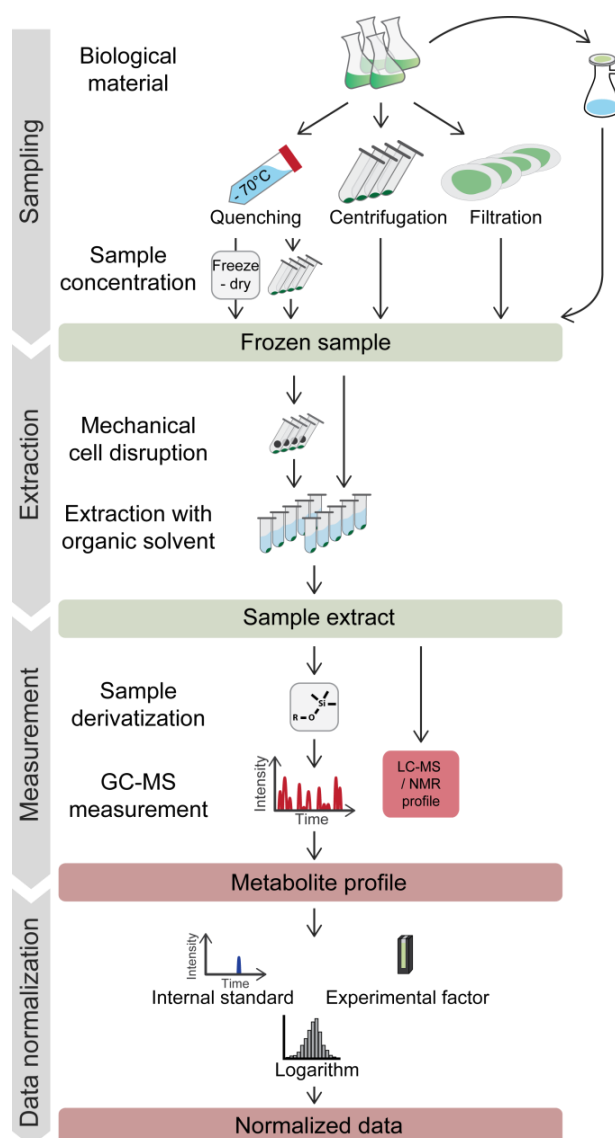 Sampling
Biological
material
- 70°C
Quenching
Centrifugation
Filtration
Sample
concentration
Freeze
- dry
Frozen sample
Extraction
Mechanical
cell disruption
Extraction with
organic solvent
Sample extract
Measurement
Sample
derivatization
R-O
Si
GC-MS
measurement
Intensity
Time
LC-MS
/ NMR
profile
Metabolite profile
Data normalization
Intensity
Time
Internal standard
Experimental factor
Logarithm
Normalized data